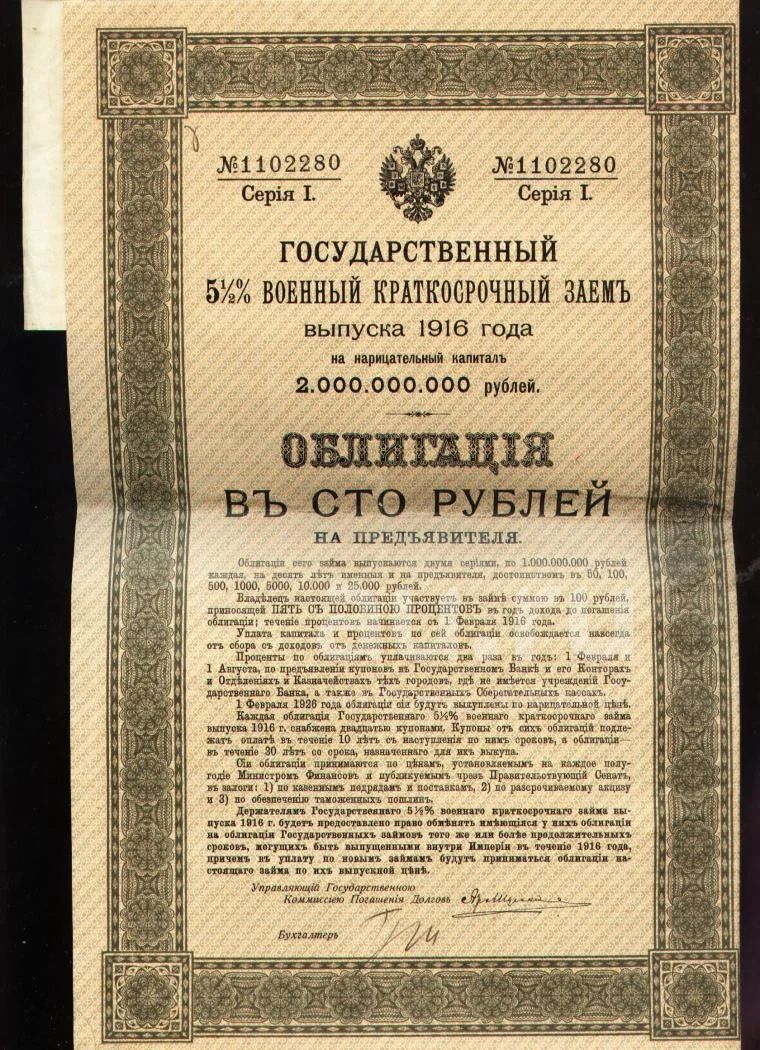 №1102280
Серія I.
№1102280
Серія I.
ГОСУДАРСТВЕННЫЙ
5½% ВОЕННЫЙ КРАТКОСРОЧНЫЙ ЗАЕМЪ
выпуска 1916 года
на нарицательный капиталъ
2.000.000.000 рублей.
ОБЛИГАЦІЯ
ВЪ СТО РУБЛЕЙ
НА ПРЕДЪЯВИТЕЛЯ.
Облигаціи сего займа выпускаются двумя серіями, по 1.000.000.000 рублей
каждая, на десять лѣтъ именныя и на предъявителя, достоинствомъ въ 50, 100,
500, 1000, 5000, 10.000 и 25.000 рублей.
Владѣлецъ настоящей облигаціи участвуетъ въ займѣ суммою въ 100 рублей,
приносящей ПЯТЬ СЪ ПОЛОВИНОЮ ПРОЦЕНТОВЪ въ годъ дохода до погашенія
облигаціи; теченіе процентовъ начинается съ 1 Февраля 1916 года.
Уплата капитала и процентовъ по сей облигаціи освобождается навсегда
отъ сбора съ доходовъ отъ денежныхъ капиталовъ.
Проценты по облигаціямъ уплачиваются два раза въ годъ: 1 Февраля и
1 Августа, по предъявленіи купоновъ въ Государственномъ Банкѣ и его Конторахъ
и Отдѣленіяхъ и Казначействахъ тѣхъ городовъ, гдѣ не имѣется учрежденій Госу-
дарственнаго Банка, а также въ Государственныхъ Сберегательныхъ кассахъ.
1 Февраля 1926 года облигаціи сіи будутъ выкуплены по нарицательной цѣнѣ.
Каждая облигація Государственнаго 5½% военнаго краткосрочнаго займа
выпуска 1916 г. снабжена двадцатью купонами. Купоны отъ сихъ облигацій подле-
жатъ оплатѣ въ теченіе 10 лѣтъ съ наступленія по нимъ сроковъ, а облигаціи-
въ теченіе 30 лѣтъ со срока, назначеннаго для ихъ выкупа.
Сіи облигаціи принимаются по цѣнамъ, установляемымъ на каждое полу-
годіе Министромъ Финансовъ и публикуемымъ чрезъ Правительствующій Сенатъ,
въ залоги: 1) по казеннымъ подрядамъ и поставкамъ, 2) по разсрочиваемому акцизу
и 3) по обезпеченію таможенныхъ пошлинъ.
Держателямъ Государственнаго 5½% военнаго краткосрочнаго займа вы-
пуска 1916 г. будетъ предоставлено право обмѣнять имѣющіяся у нихъ облигаціи
на облигаціи Государственныхъ займовъ того же или болѣе продолжительныхъ
сроковъ, могущихъ быть выпущенными внутри Имперіи въ теченіе 1916 года,
причемъ въ уплату по новымъ займамъ будутъ приниматься облигаціи на-
стоящаго займа по ихъ выпускной цѣнѣ.
Управляющій Государственною
Коммиссіею Погашенія Долговъ
Бухгалтеръ